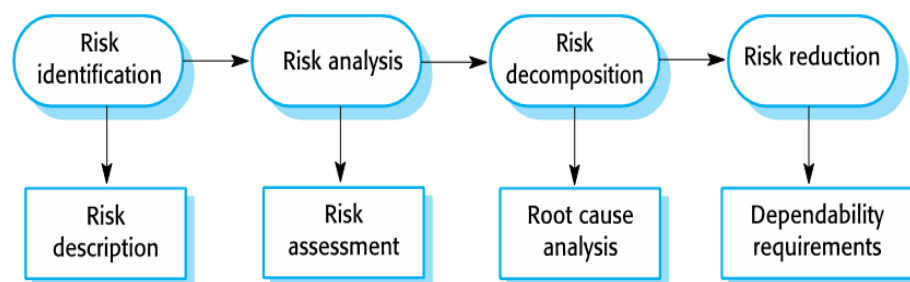 Risk
identification
Risk analysis
Risk
decomposition
Risk reduction
Risk
description
Risk
assessment
Root cause
analysis
Dependability
requirements